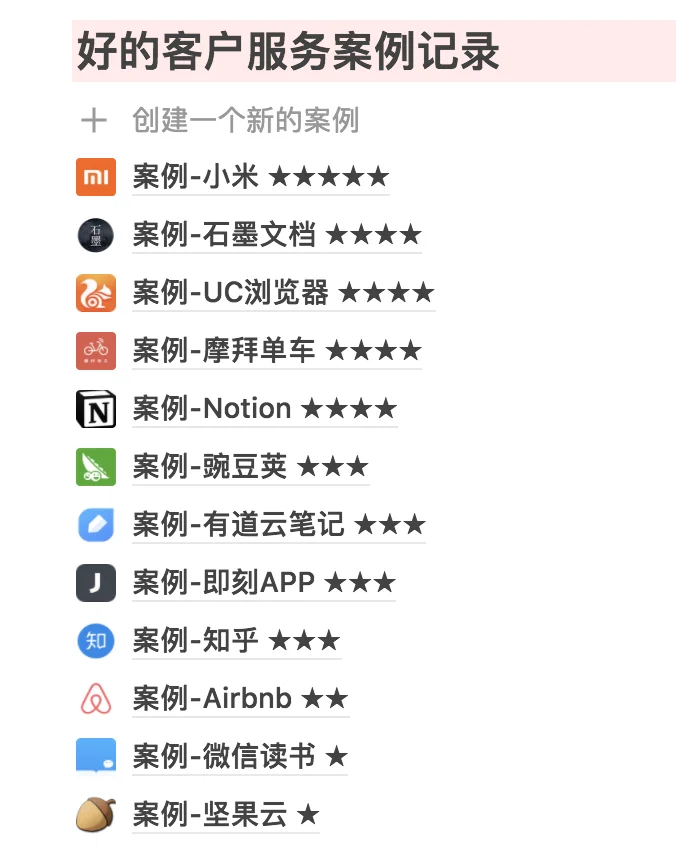 好的客户服务案例记录
创建一个新的案例
案例-小米 ★★★★★
案例-石墨文档 ★★★★
案例-UC浏览器 ★★★★
案例-摩拜单车 ★★★★
案例-Notion ★★★★
案例-豌豆荚 ★★★
案例-有道云笔记 ★★★
案例-即刻APP ★★★
案例-知乎 ★★★
案例-Airbnb ★★
案例-微信读书 ★
案例-坚果云 ★